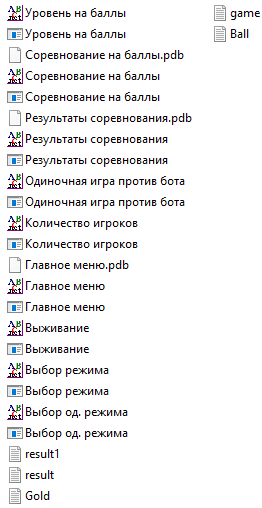 Уровень на баллы
Уровень на баллы
Соревнование на баллы.pdb
Соревнование на баллы
Соревнование на баллы
Результаты соревнования.pdb
Результаты соревнования
Результаты соревнования
Одиночная игра против бота
Одиночная игра против бота
Количество игроков
Количество игроков
Главное меню.pdb
Главное меню
Главное меню
Выживание
Выживание
Выбор режима
Выбор режима
Выбор од. режима
Выбор од. режима
result1
result
Gold
game
Ball